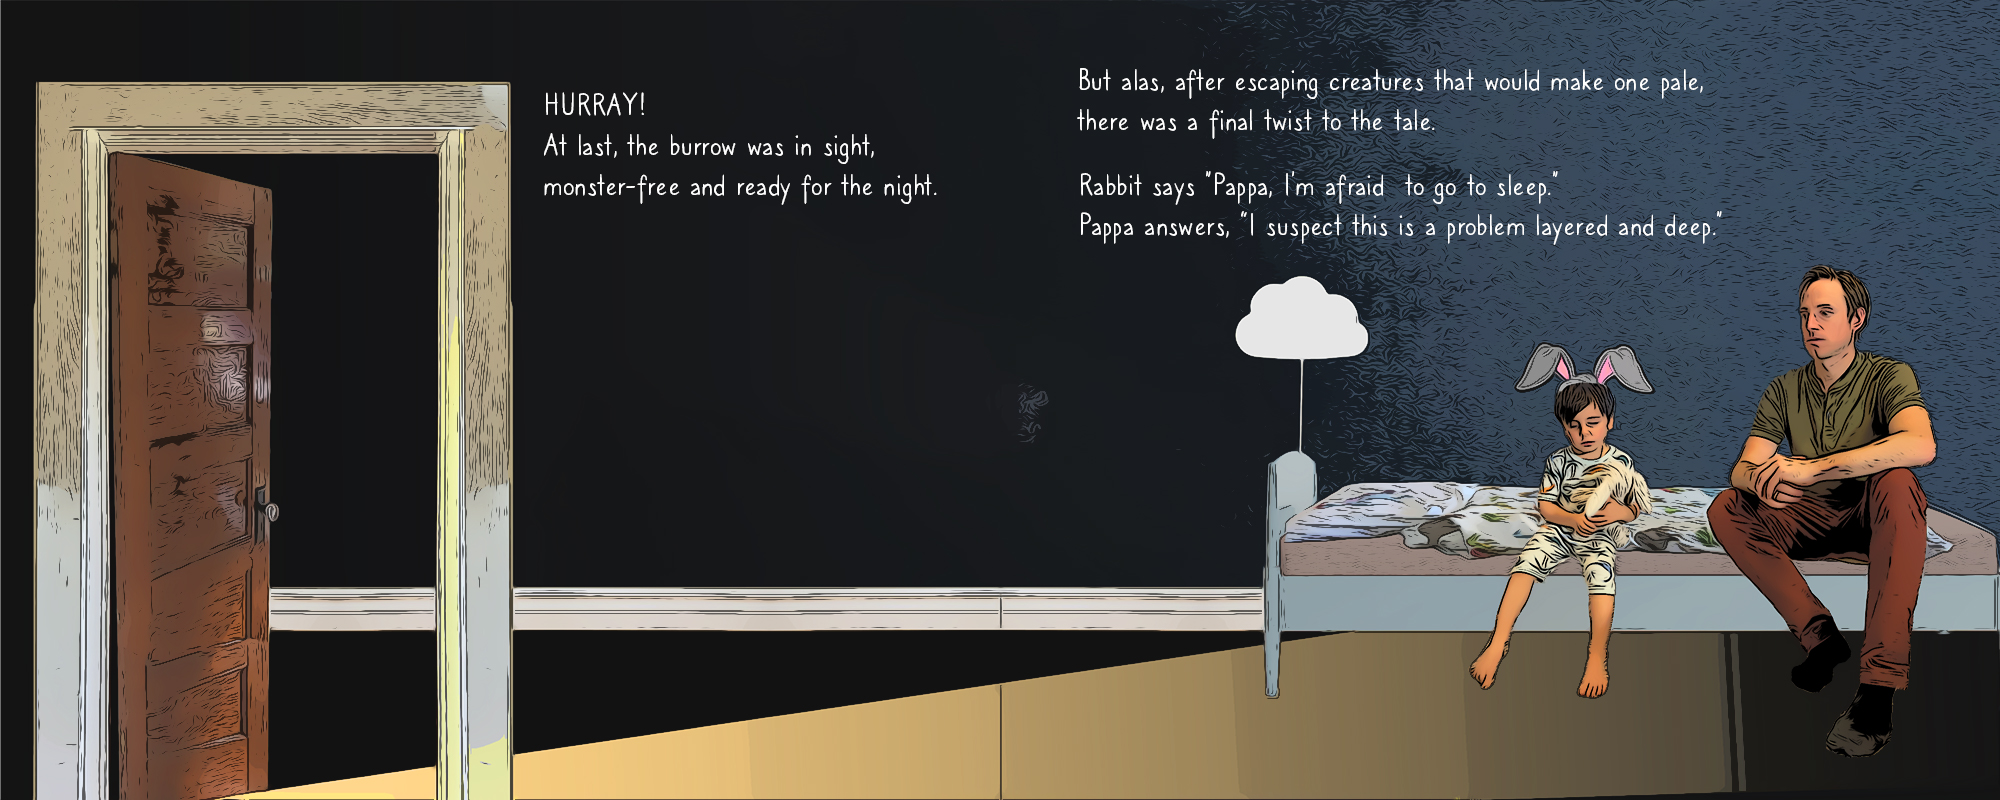 HURRAY!
At last, the burrow was in sight,
monster-free and ready for the night.
But alas, after escaping creatures that would make one pale,
there was a final twist to the tale.
Rabbit says "Pappa, I'm afraid  to go to sleep."
Pappa answers, "I suspect this is a problem layered and deep."